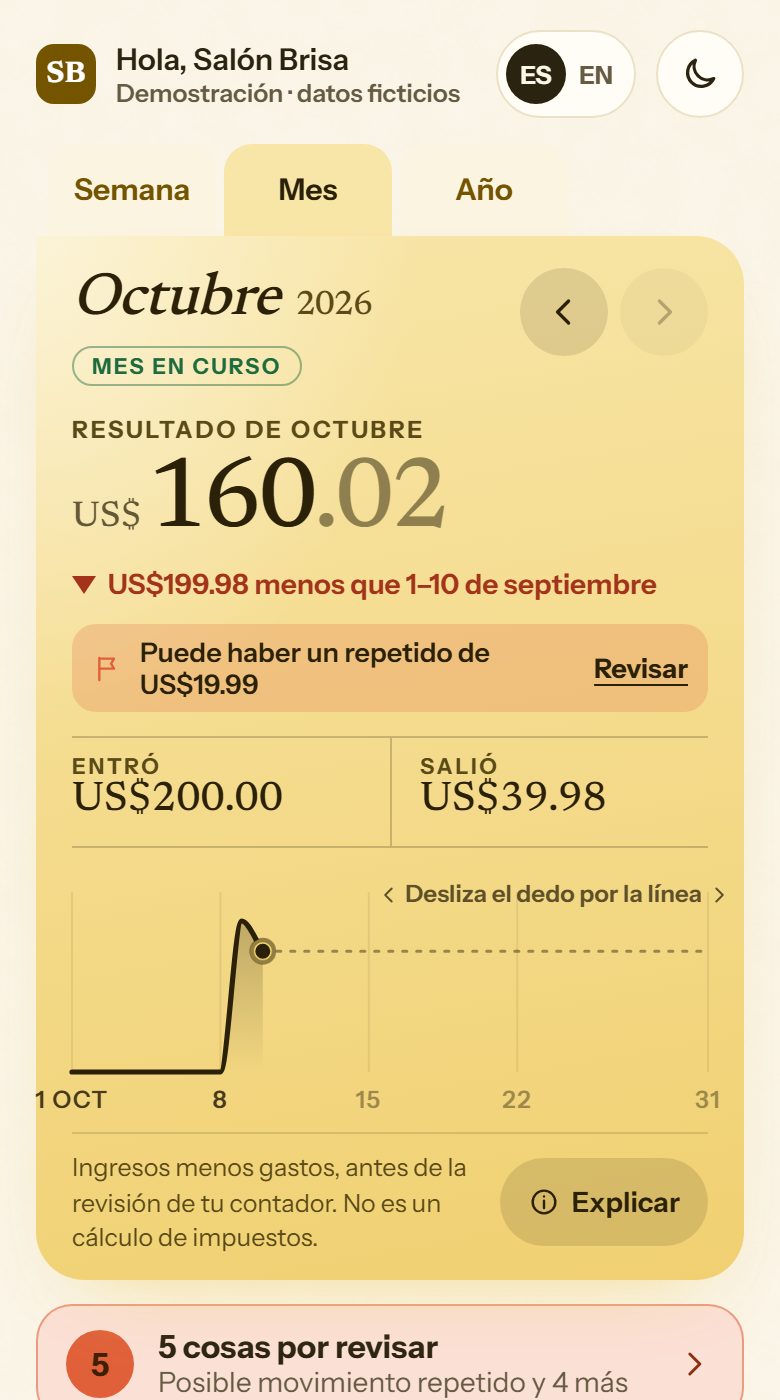 SB
Hola, Salón Brisa
Demostración · datos ficticios
ES EN
Semana Mes Año
Octubre 2026
MES EN CURSO
RESULTADO DE OCTUBRE
US$ 160.02
US$199.98 menos que 1–10 de septiembre
Puede haber un repetido de
US$19.99
Revisar
ENTRÓ
US$200.00
SALIÓ
US$39.98
Desliza el dedo por la línea
1 OCT 8 15 22 31
Ingresos menos gastos, antes de la
revisión de tu contador. No es un
cálculo de impuestos.
Explicar
5
5 cosas por revisar
Posible movimiento repetido y 4 más